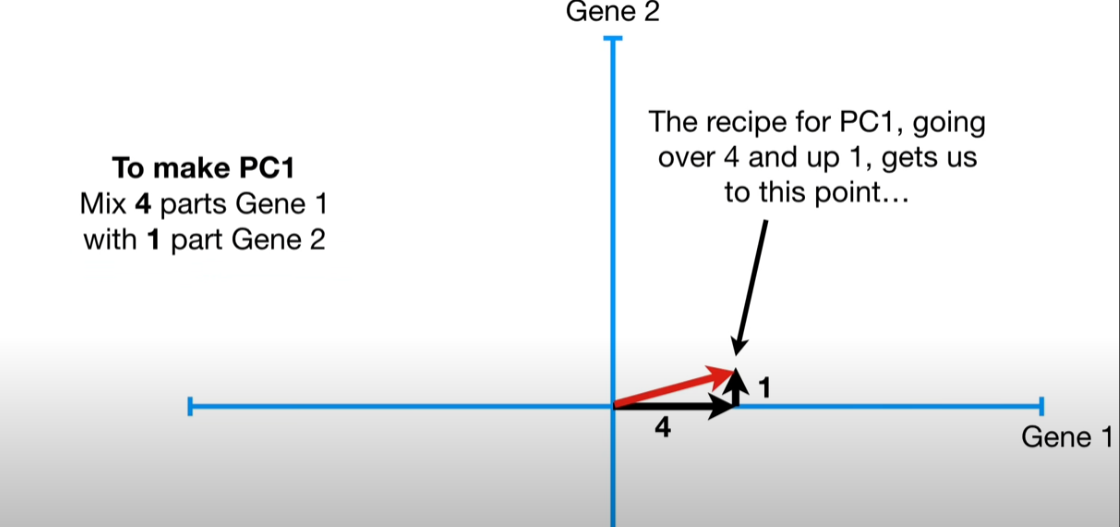 Gene 2
To make PC1
Mix 4 parts Gene 1
with 1 part Gene 2
The recipe for PC1, going
over 4 and up 1, gets us
to this point...
1
4
Gene 1